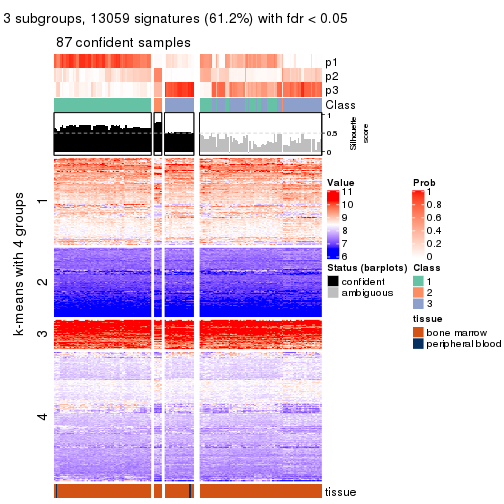 3 subgroups, 13059 signatures (61.2%) with fdr < 0.05
87 confident samples
p1
p2
p3
Class
1
0.5
0
Silhouette
score
k-means with 4 groups
1
2
3
4
tissue
Value
11
10
9
8
7
6
Prob
1
0.8
0.6
0.4
0.2
0
Status (barplots)
confident
ambiguous
Class
1
2
3
tissue
bone marrow
peripheral blood